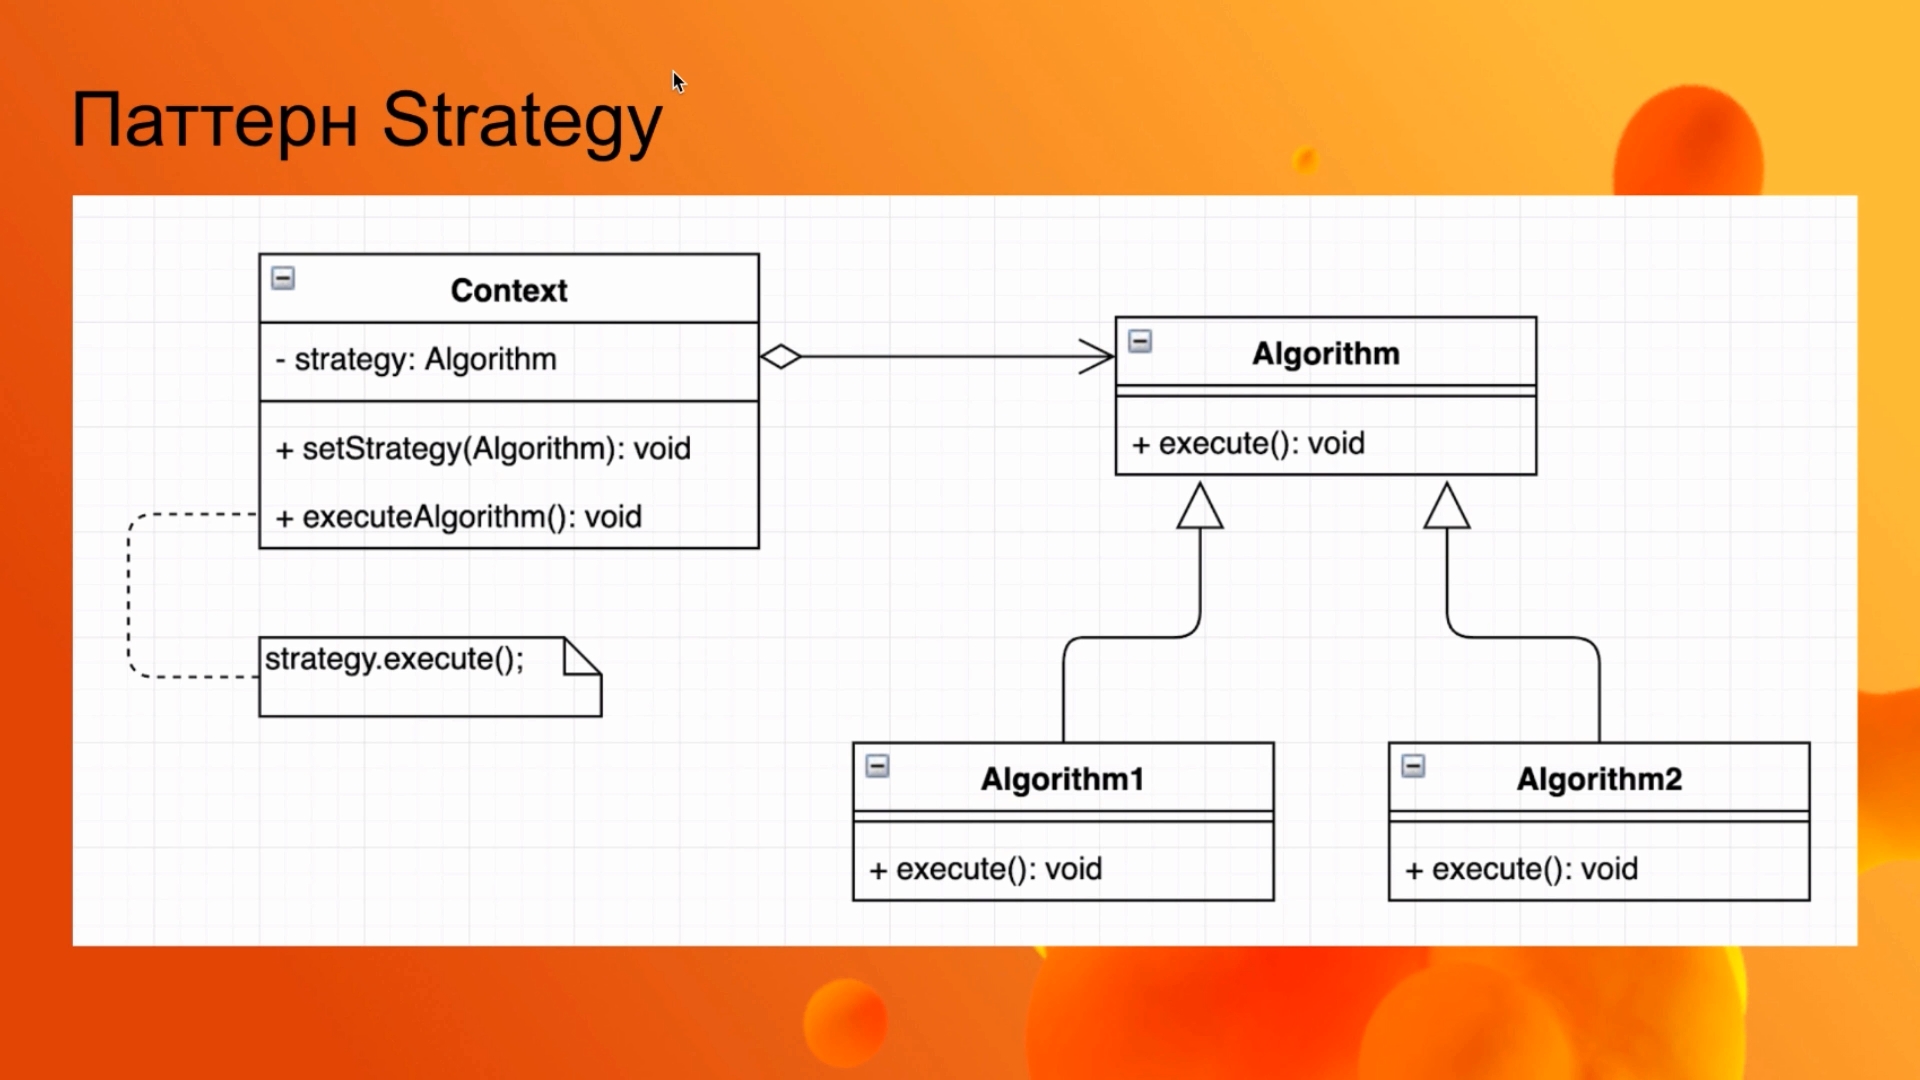 Паттерн Strategy
Context
- strategy: Algorithm
+ setStrategy(Algorithm): void
+ executeAlgorithm(): void
strategy.execute();
Algorithm
+ execute(): void
Algorithm1
+ execute(): void
Algorithm2
+ execute(): void